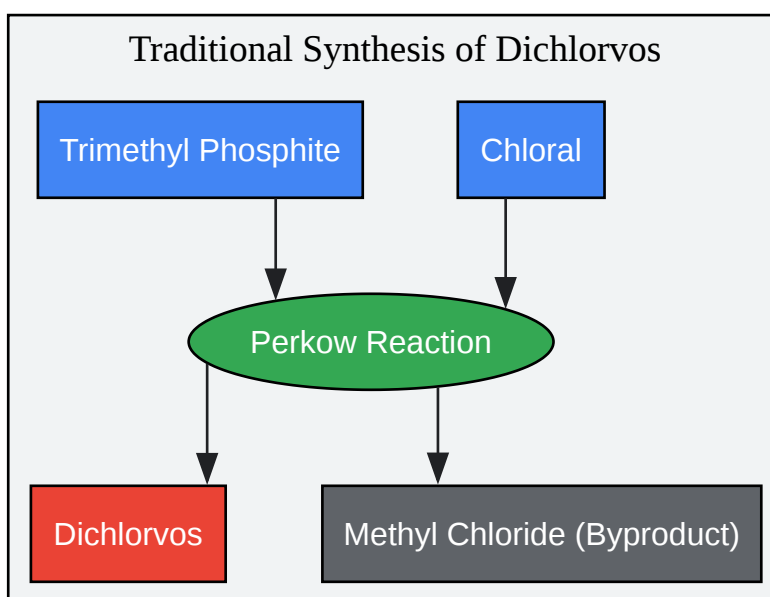 Traditional Synthesis of Dichlorvos
Trimethyl Phosphite
Chloral
Perkow Reaction
Dichlorvos
Methyl Chloride (Byproduct)